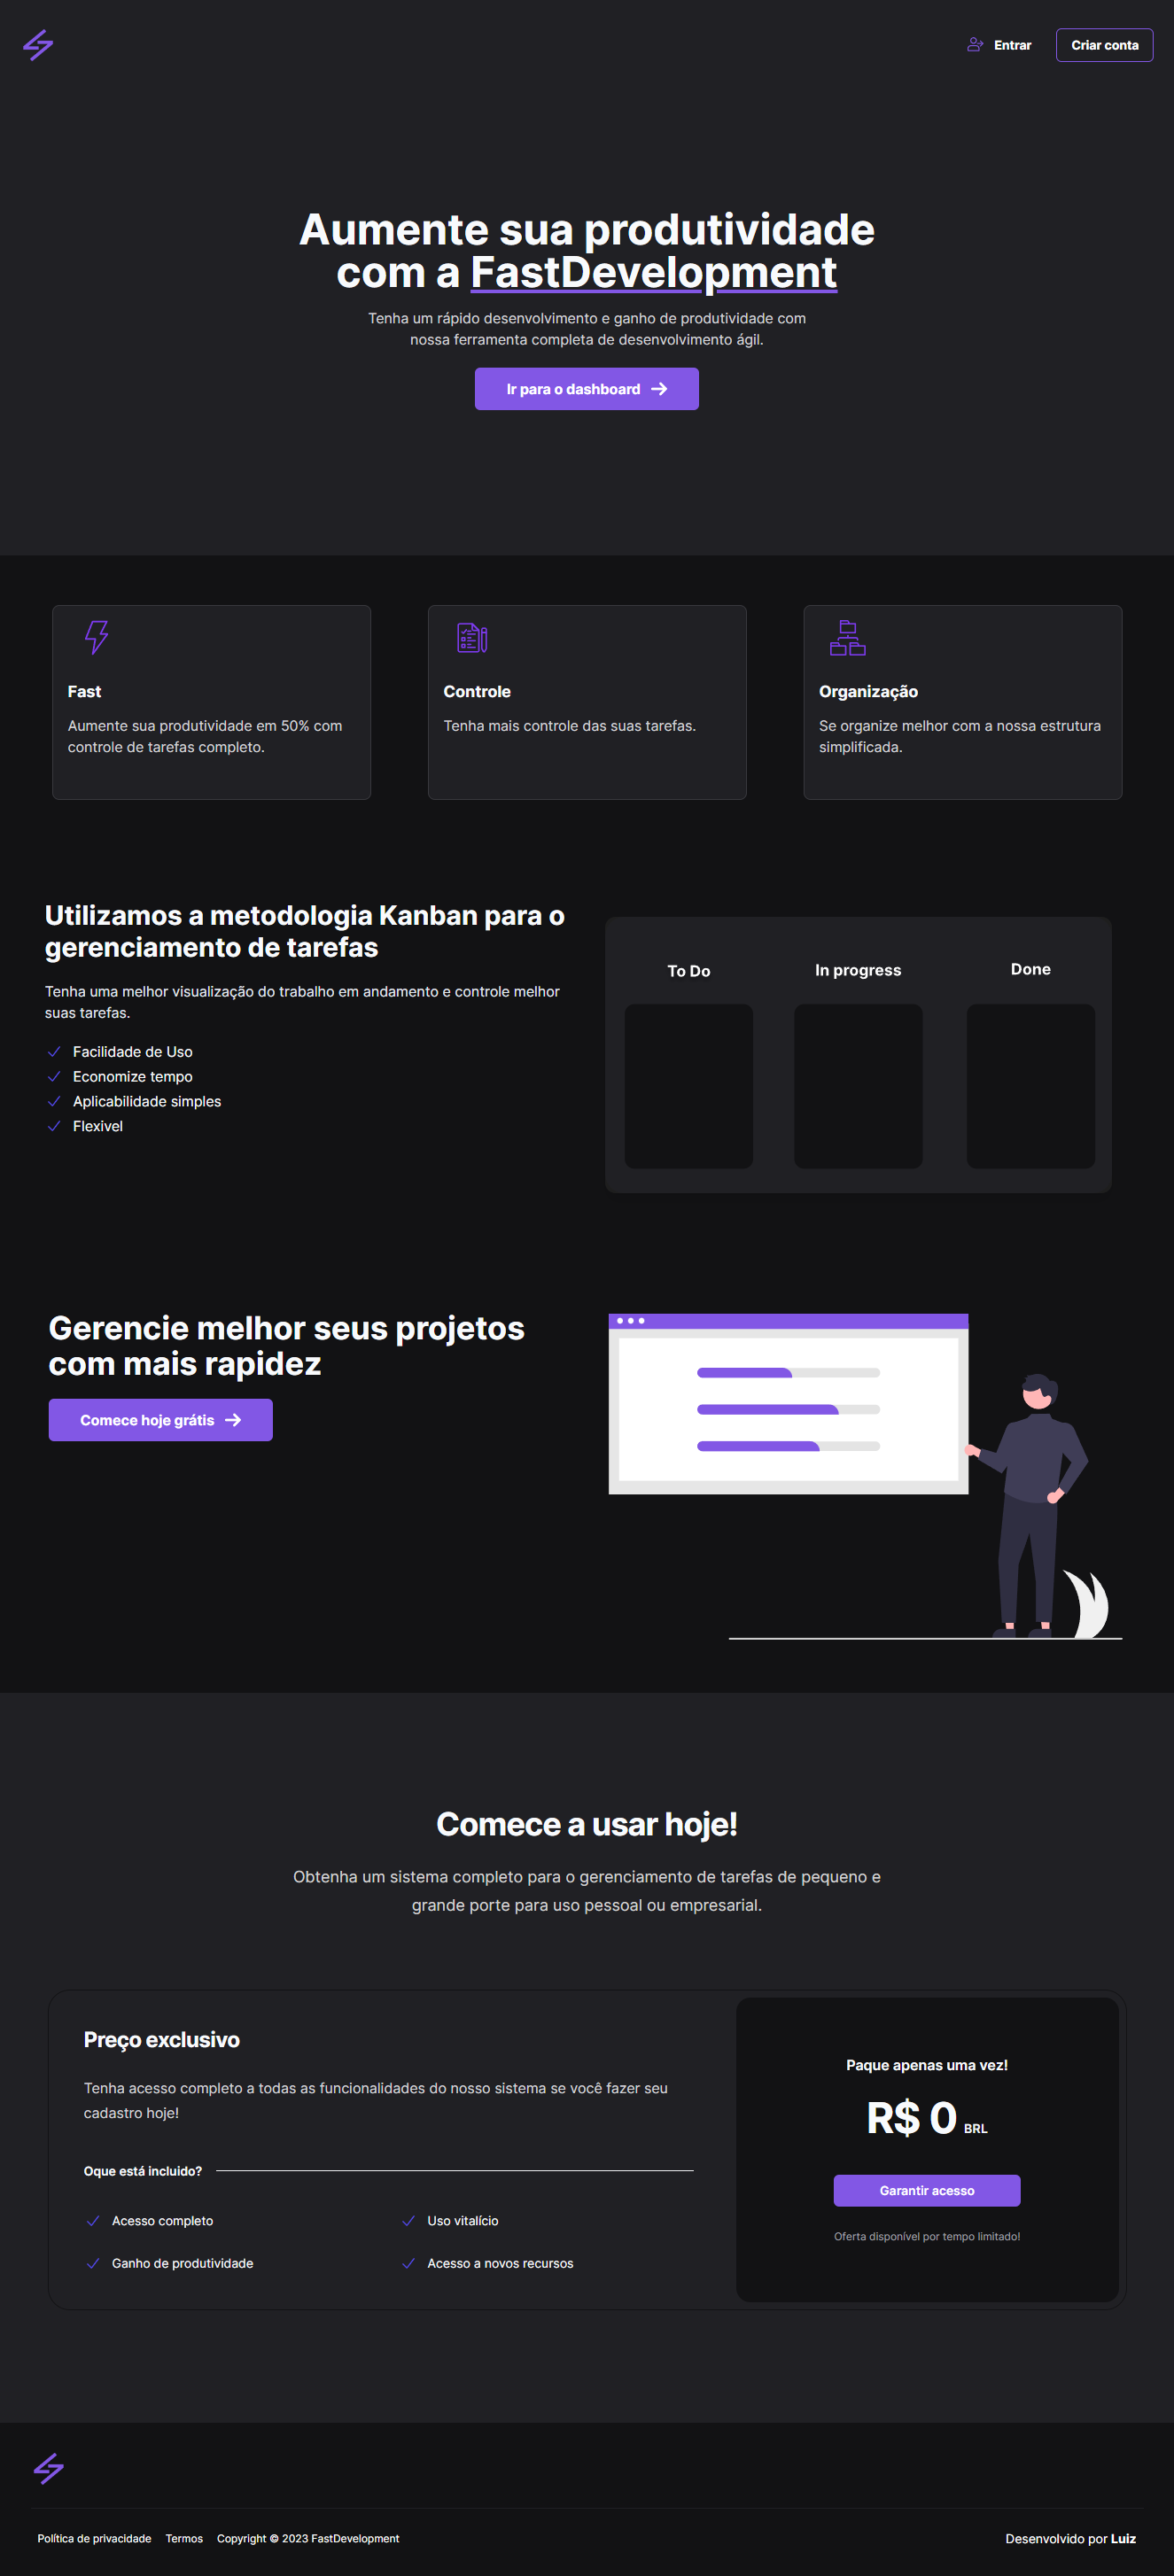 Entrar
Criar conta
Aumente sua produtividade
com a FastDevelopment
Tenha um rápido desenvolvimento e ganho de produtividade com
nossa ferramenta completa de desenvolvimento ágil.
Ir para o dashboard
Fast
Aumente sua produtividade em 50% com
controle de tarefas completo.
Controle
Tenha mais controle das suas tarefas.
Organização
Se organize melhor com a nossa estrutura
simplificada.
Utilizamos a metodologia Kanban para o
gerenciamento de tarefas
Tenha uma melhor visualização do trabalho em andamento e controle melhor
suas tarefas.
Facilidade de Uso
Economize tempo
Aplicabilidade simples
Flexivel
To Do
In progress
Done
Gerencie melhor seus projetos
com mais rapidez
Comece hoje grátis
Comece a usar hoje!
Obtenha um sistema completo para o gerenciamento de tarefas de pequeno e
grande porte para uso pessoal ou empresarial.
Preço exclusivo
Tenha acesso completo a todas as funcionalidades do nosso sistema se você fazer seu
cadastro hoje!
Oque está incluido?
Acesso completo
Uso vitalício
Ganho de produtividade
Acesso a novos recursos
Paque apenas uma vez!
R$ 0 BRL
Garantir acesso
Oferta disponível por tempo limitado!
Política de privacidade
Termos
Copyright © 2023 FastDevelopment
Desenvolvido por Luiz